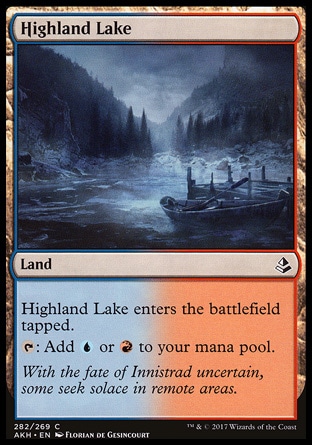 Highland Lake
Land
Highland Lake enters the battlefield
tapped.
: Add or to your mana pool.
With the fate of Innistrad uncertain,
some seek solace in remote areas.
282/269 C
AKH • EN Florian de Gesincourt
™ & © 2017 Wizards of the Coast